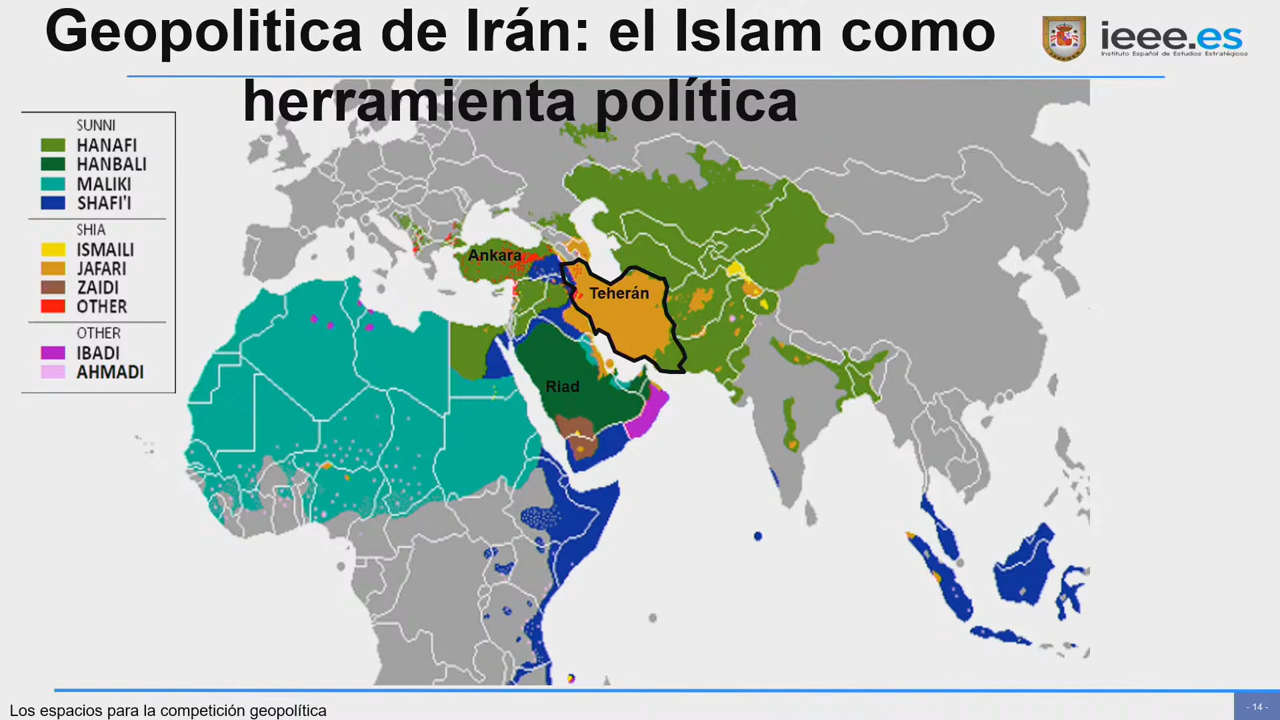 Geopolitica de Irán: el Islam como
herramienta política
ieee.es
Instituto Español de Estudios Estratégicos
SUNNI
HANAFI
HANBALI
MALIKI
SHAFI'I
SHIA
ISMAILI
JAFARI
ZAIDI
OTHER
OTHER
IBADI
AHMADI
Ankara
Teherán
Riad
Los espacios para la competición geopolítica
- 14 -